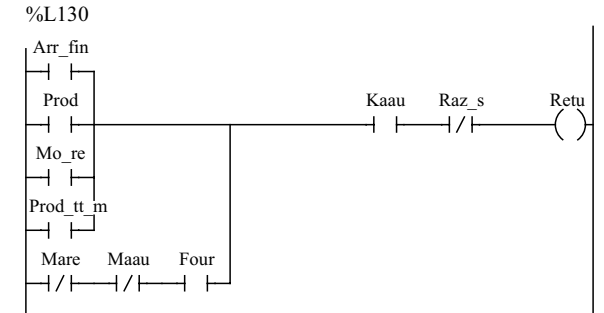 %L130
Arr_fin
Prod Kaau Raz_s Retu
Mo_re
Prod_tt_m
Mare Maau Four